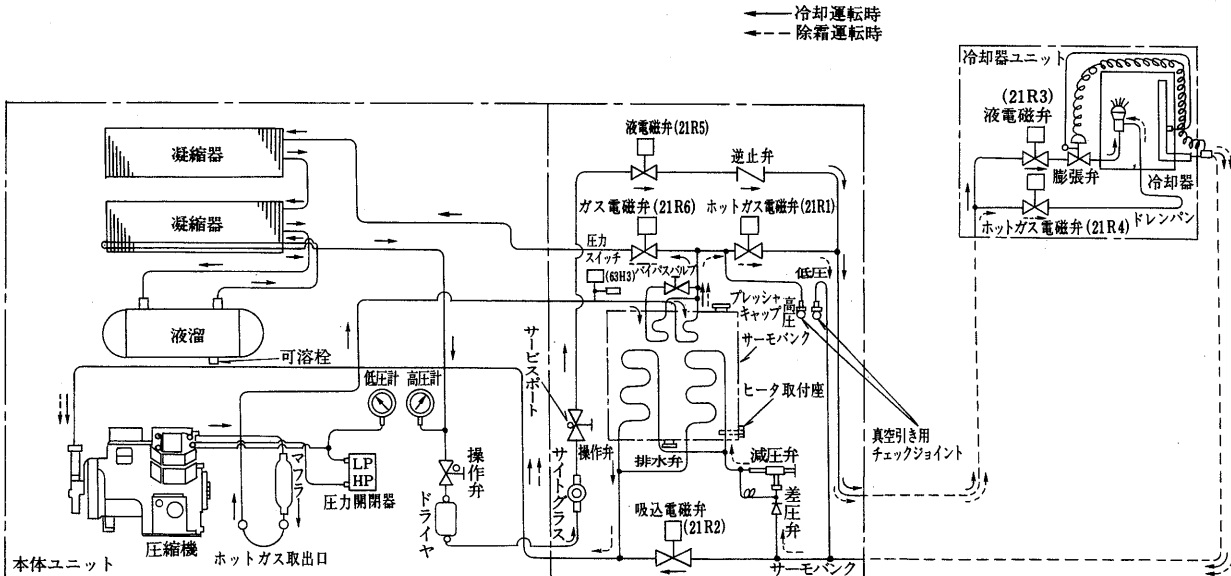 冷却運転時
除霜運転時
冷却器ユニット
(21R3)
液電磁弁
膨張弁
冷却器
ドレンパン
ホットガス電磁弁(21R4)
凝縮器
凝縮器
液溜
可溶栓
液電磁弁(21R5)
逆止弁
ガス電磁弁(21R6)
ホットガス電磁弁(21R1)
圧力
スイッチ
(63H3)
バイパスバルブ
低圧
高圧
プレッシャ
キャップ
サーモバンク
ヒータ取付座
真空引き用
チェックジョイント
サービスポート
操作弁
サイトグラス
排水弁
減圧弁
差圧弁
吸込電磁弁
(21R2)
サーモバンク
低圧計
高圧計
LP
HP
圧力開閉器
操作弁
ドライヤ
マフラ
圧縮機
ホットガス取出口
本体ユニット